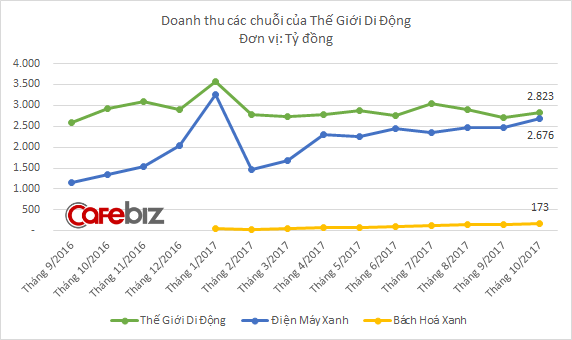 Doanh thu các chuỗi của Thế Giới Di Động
Đơn vị: Tỷ đồng
4.000
3.500
3.000
2.500
2.000
1.500
1.000
500
-
2.823
2.676
173
Cafebiz
Tháng 9/2016
Tháng 10/2016
Tháng 11/2016
Tháng 12/2016
Tháng 1/2017
Tháng 2/2017
Tháng 3/2017
Tháng 4/2017
Tháng 5/2017
Tháng 6/2017
Tháng 7/2017
Tháng 8/2017
Tháng 9/2017
Tháng 10/2017
Thế Giới Di Động
Điện Máy Xanh
Bách Hoá Xanh